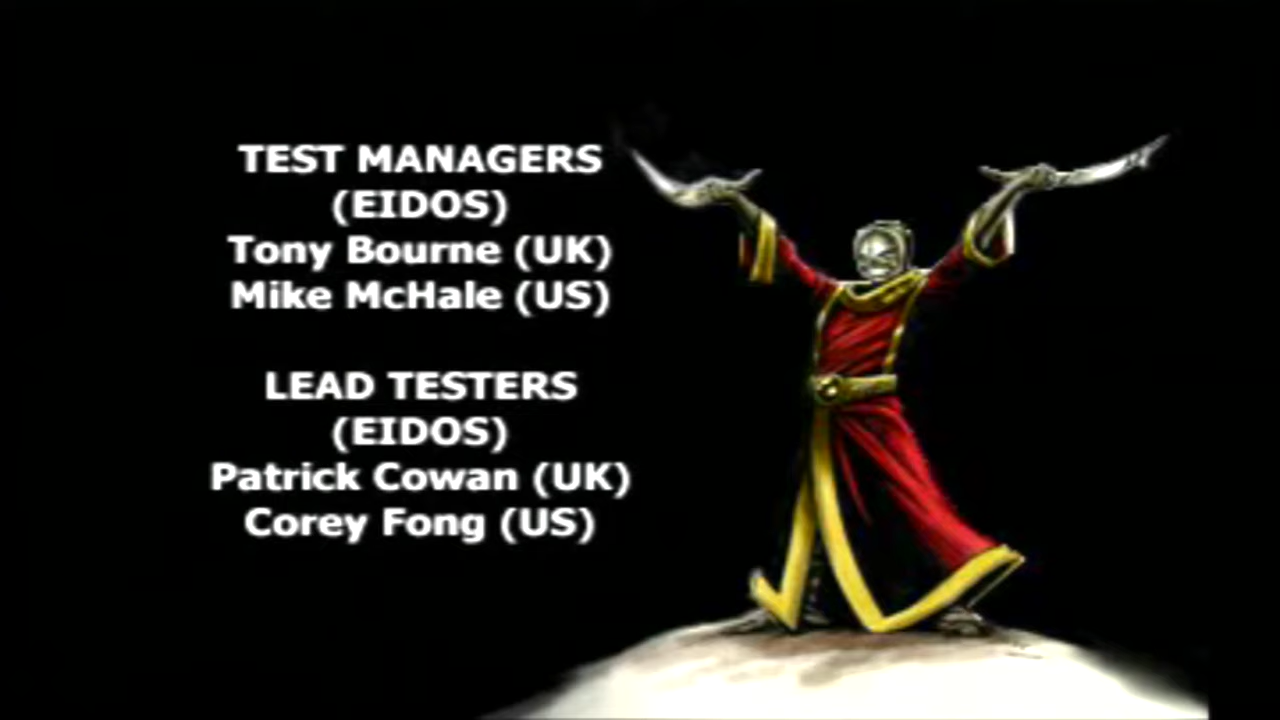 TEST MANAGERS
(EIDOS)
Tony Bourne (UK)
Mike McHale (US)
LEAD TESTERS
(EIDOS)
Patrick Cowan (UK)
Corey Fong (US)